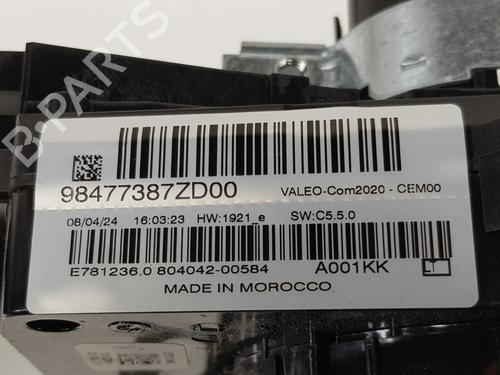 98477387ZD00 VALEO-Com2020 - CEM00
08/04/24 16:03:23 HW:1921_e SW:C5.5.0
E781236.0 804042-00584 A001KK
MADE IN MOROCCO
B-PARTS